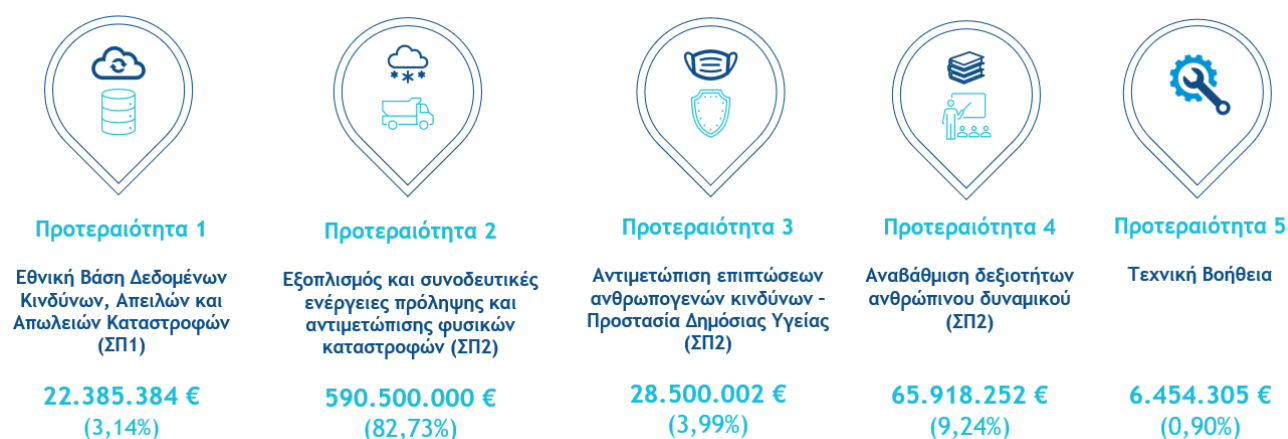 Προτεραιότητα 1
Εθνική Βάση Δεδομένων
Κινδύνων, Απειλών και
Απωλειών Καταστροφών
(ΣΠ1)
22.385.384 €
(3,14%)
Προτεραιότητα 2
Εξοπλισμός και συνοδευτικές
ενέργειες πρόληψης και
αντιμετώπισης φυσικών
καταστροφών (ΣΠ2)
590.500.000 €
(82,73%)
Προτεραιότητα 3
Αντιμετώπιση επιπτώσεων
ανθρωπογενών κινδύνων –
Προστασία Δημόσιας Υγείας
(ΣΠ2)
28.500.002 €
(3,99%)
Προτεραιότητα 4
Αναβάθμιση δεξιοτήτων
ανθρώπινου δυναμικού
(ΣΠ2)
65.918.252 €
(9,24%)
Προτεραιότητα 5
Τεχνική Βοήθεια
6.454.305 €
(0,90%)